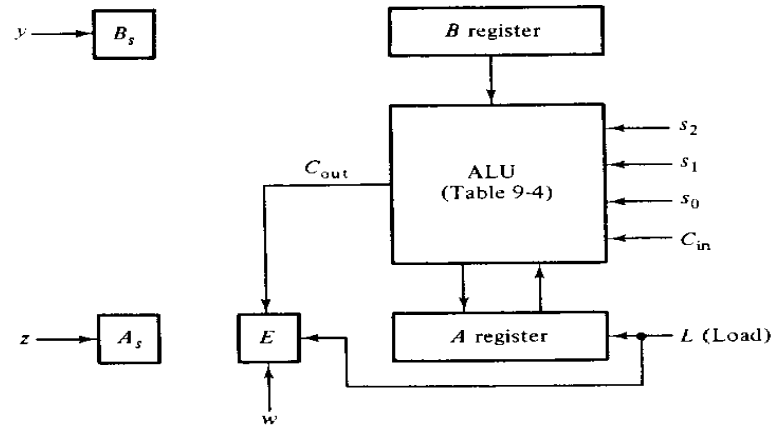 y
B_s
B register
s_2
C_out
ALU
(Table 9-4)
s_1
s_0
C_in
z
A_s
E
A register
L (Load)
w